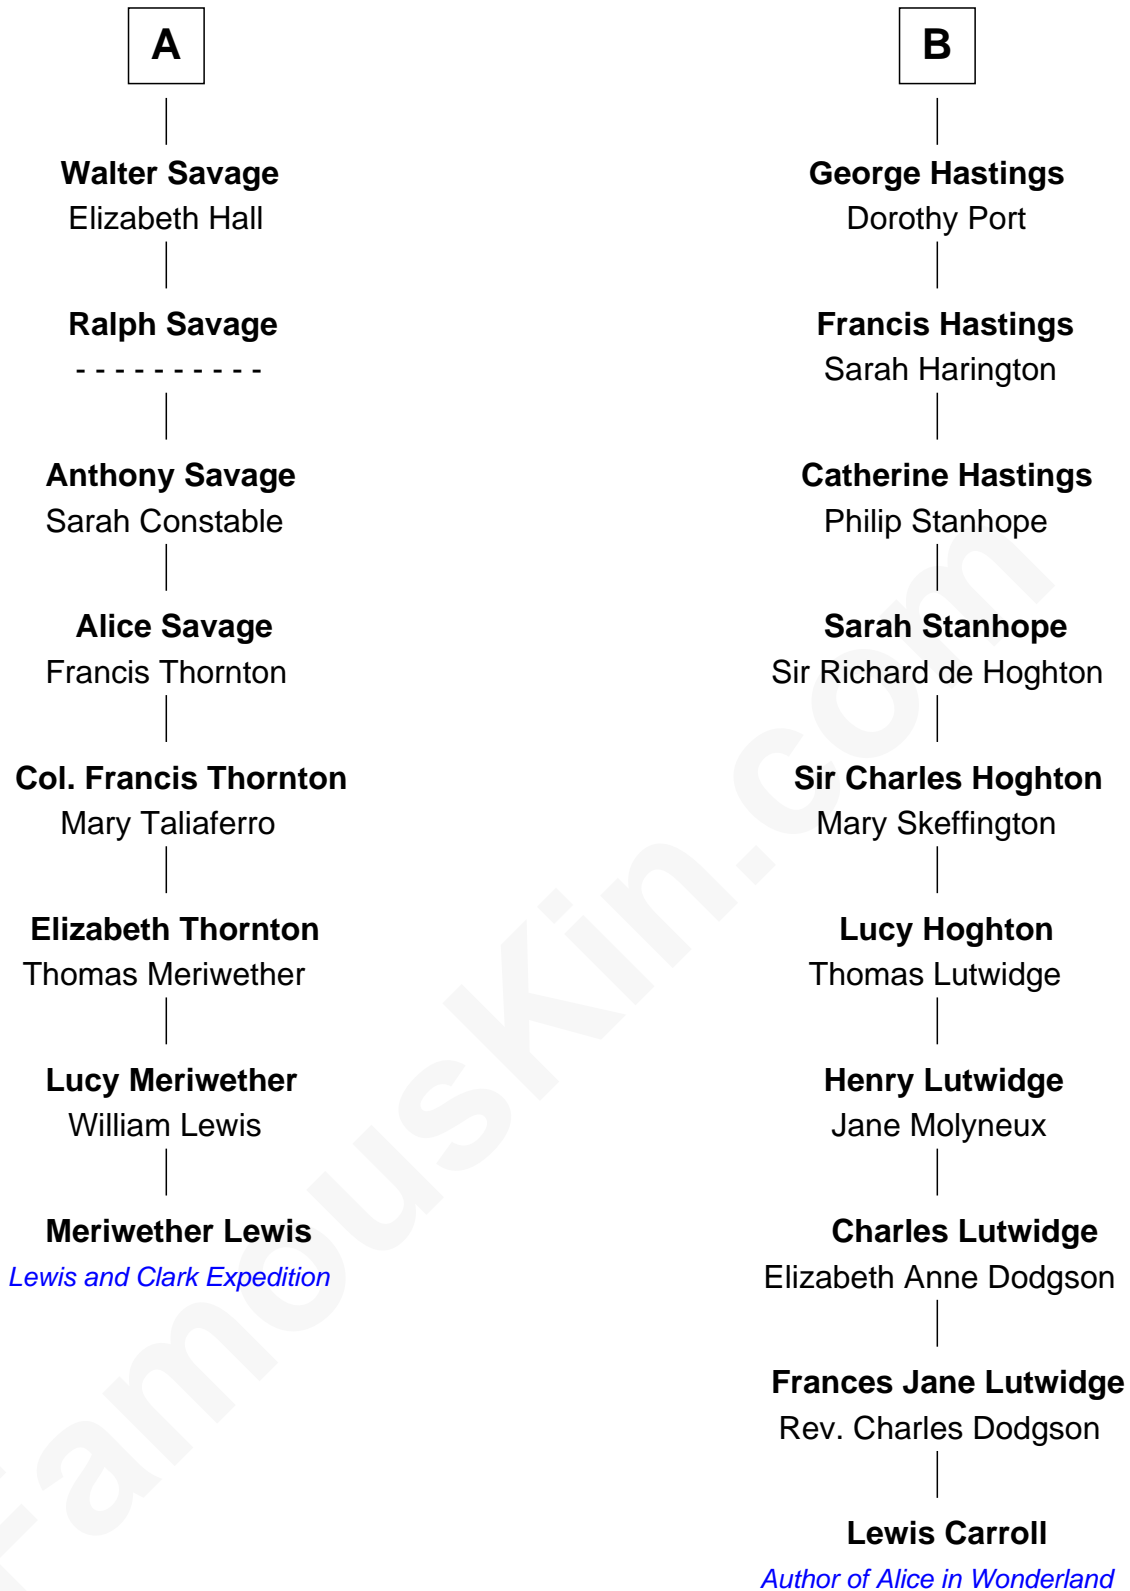 A
Walter Savage
Elizabeth Hall
Ralph Savage
- - - - - - - - - -
Anthony Savage
Sarah Constable
Alice Savage
Francis Thornton
Col. Francis Thornton
Mary Taliaferro
Elizabeth Thornton
Thomas Meriwether
Lucy Meriwether
William Lewis
Meriwether Lewis
Lewis and Clark Expedition
B
George Hastings
Dorothy Port
Francis Hastings
Sarah Harington
Catherine Hastings
Philip Stanhope
Sarah Stanhope
Sir Richard de Hoghton
Sir Charles Hoghton
Mary Skeffington
Lucy Hoghton
Thomas Lutwidge
Henry Lutwidge
Jane Molyneux
Charles Lutwidge
Elizabeth Anne Dodgson
Frances Jane Lutwidge
Rev. Charles Dodgson
Lewis Carroll
Author of Alice in Wonderland
FamousKin.com